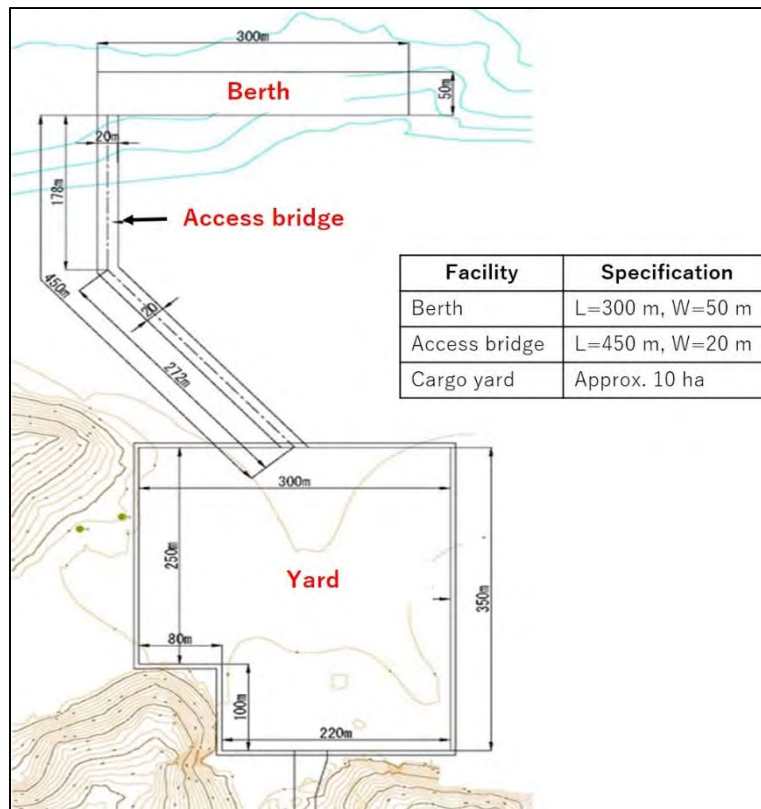 300m
Berth
50m
20m
178m
Access bridge
450m
20
272m
Facility Specification
Berth L=300 m, W=50 m
Access bridge L=450 m, W=20 m
Cargo yard Approx. 10 ha
300m
250m
Yard
350m
80m
100m
220m